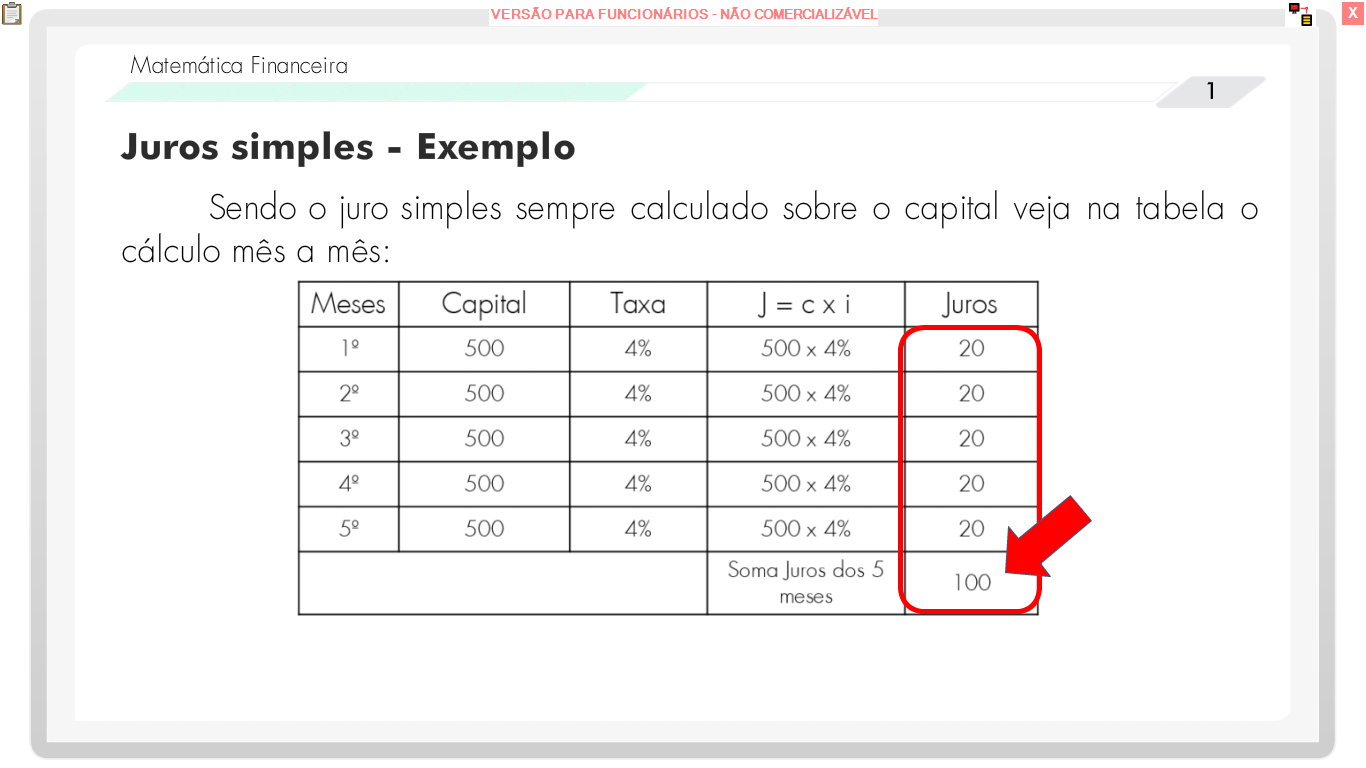 VERSÃO PARA FUNCIONÁRIOS - NÃO COMERCIALIZÁVEL
X
Matemática Financeira
1
Juros simples - Exemplo
Sendo o juro simples sempre calculado sobre o capital veja na tabela o
cálculo mês a mês:
Meses Capital Taxa J = c x i Juros
1º 500 4% 500 x 4% 20
2º 500 4% 500 x 4% 20
3º 500 4% 500 x 4% 20
4º 500 4% 500 x 4% 20
5º 500 4% 500 x 4% 20
Soma Juros dos 5
meses
100